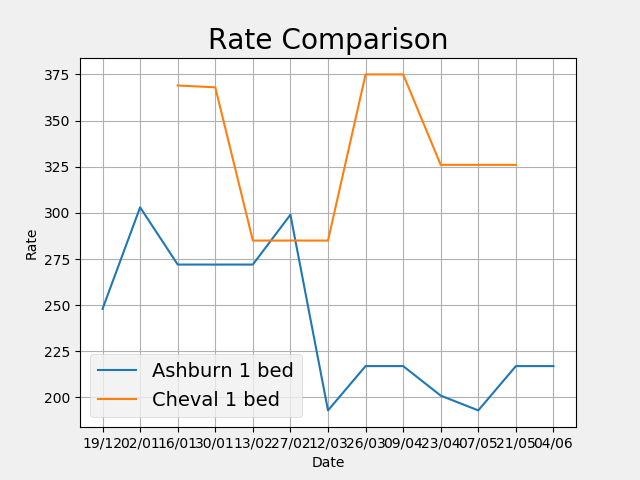 Rate Comparison
375
350
325
300
275
250
225
200
Rate
Ashburn 1 bed
Cheval 1 bed
19/12 02/01 16/01 30/01 13/02 27/02 12/03 26/03 09/04 23/04 07/05 21/05 04/06
Date